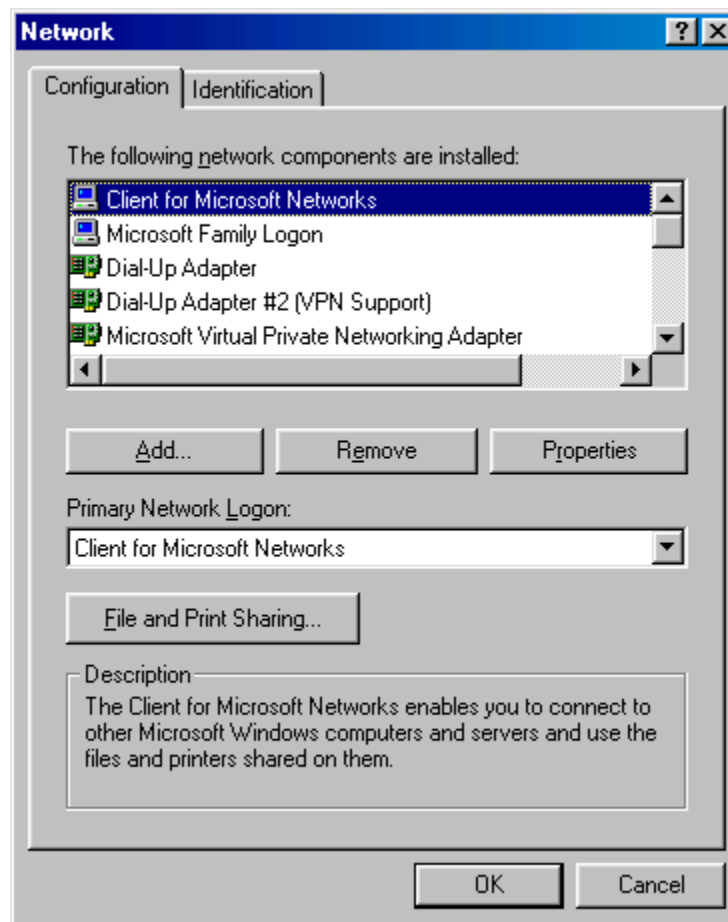 Network
Configuration
Identification
The following network components are installed:
Client for Microsoft Networks
Microsoft Family Logon
Dial-Up Adapter
Dial-Up Adapter #2 (VPN Support)
Microsoft Virtual Private Networking Adapter
Add...
Remove
Properties
Primary Network Logon:
Client for Microsoft Networks
File and Print Sharing...
Description
The Client for Microsoft Networks enables you to connect to
other Microsoft Windows computers and servers and use the
files and printers shared on them.
OK
Cancel